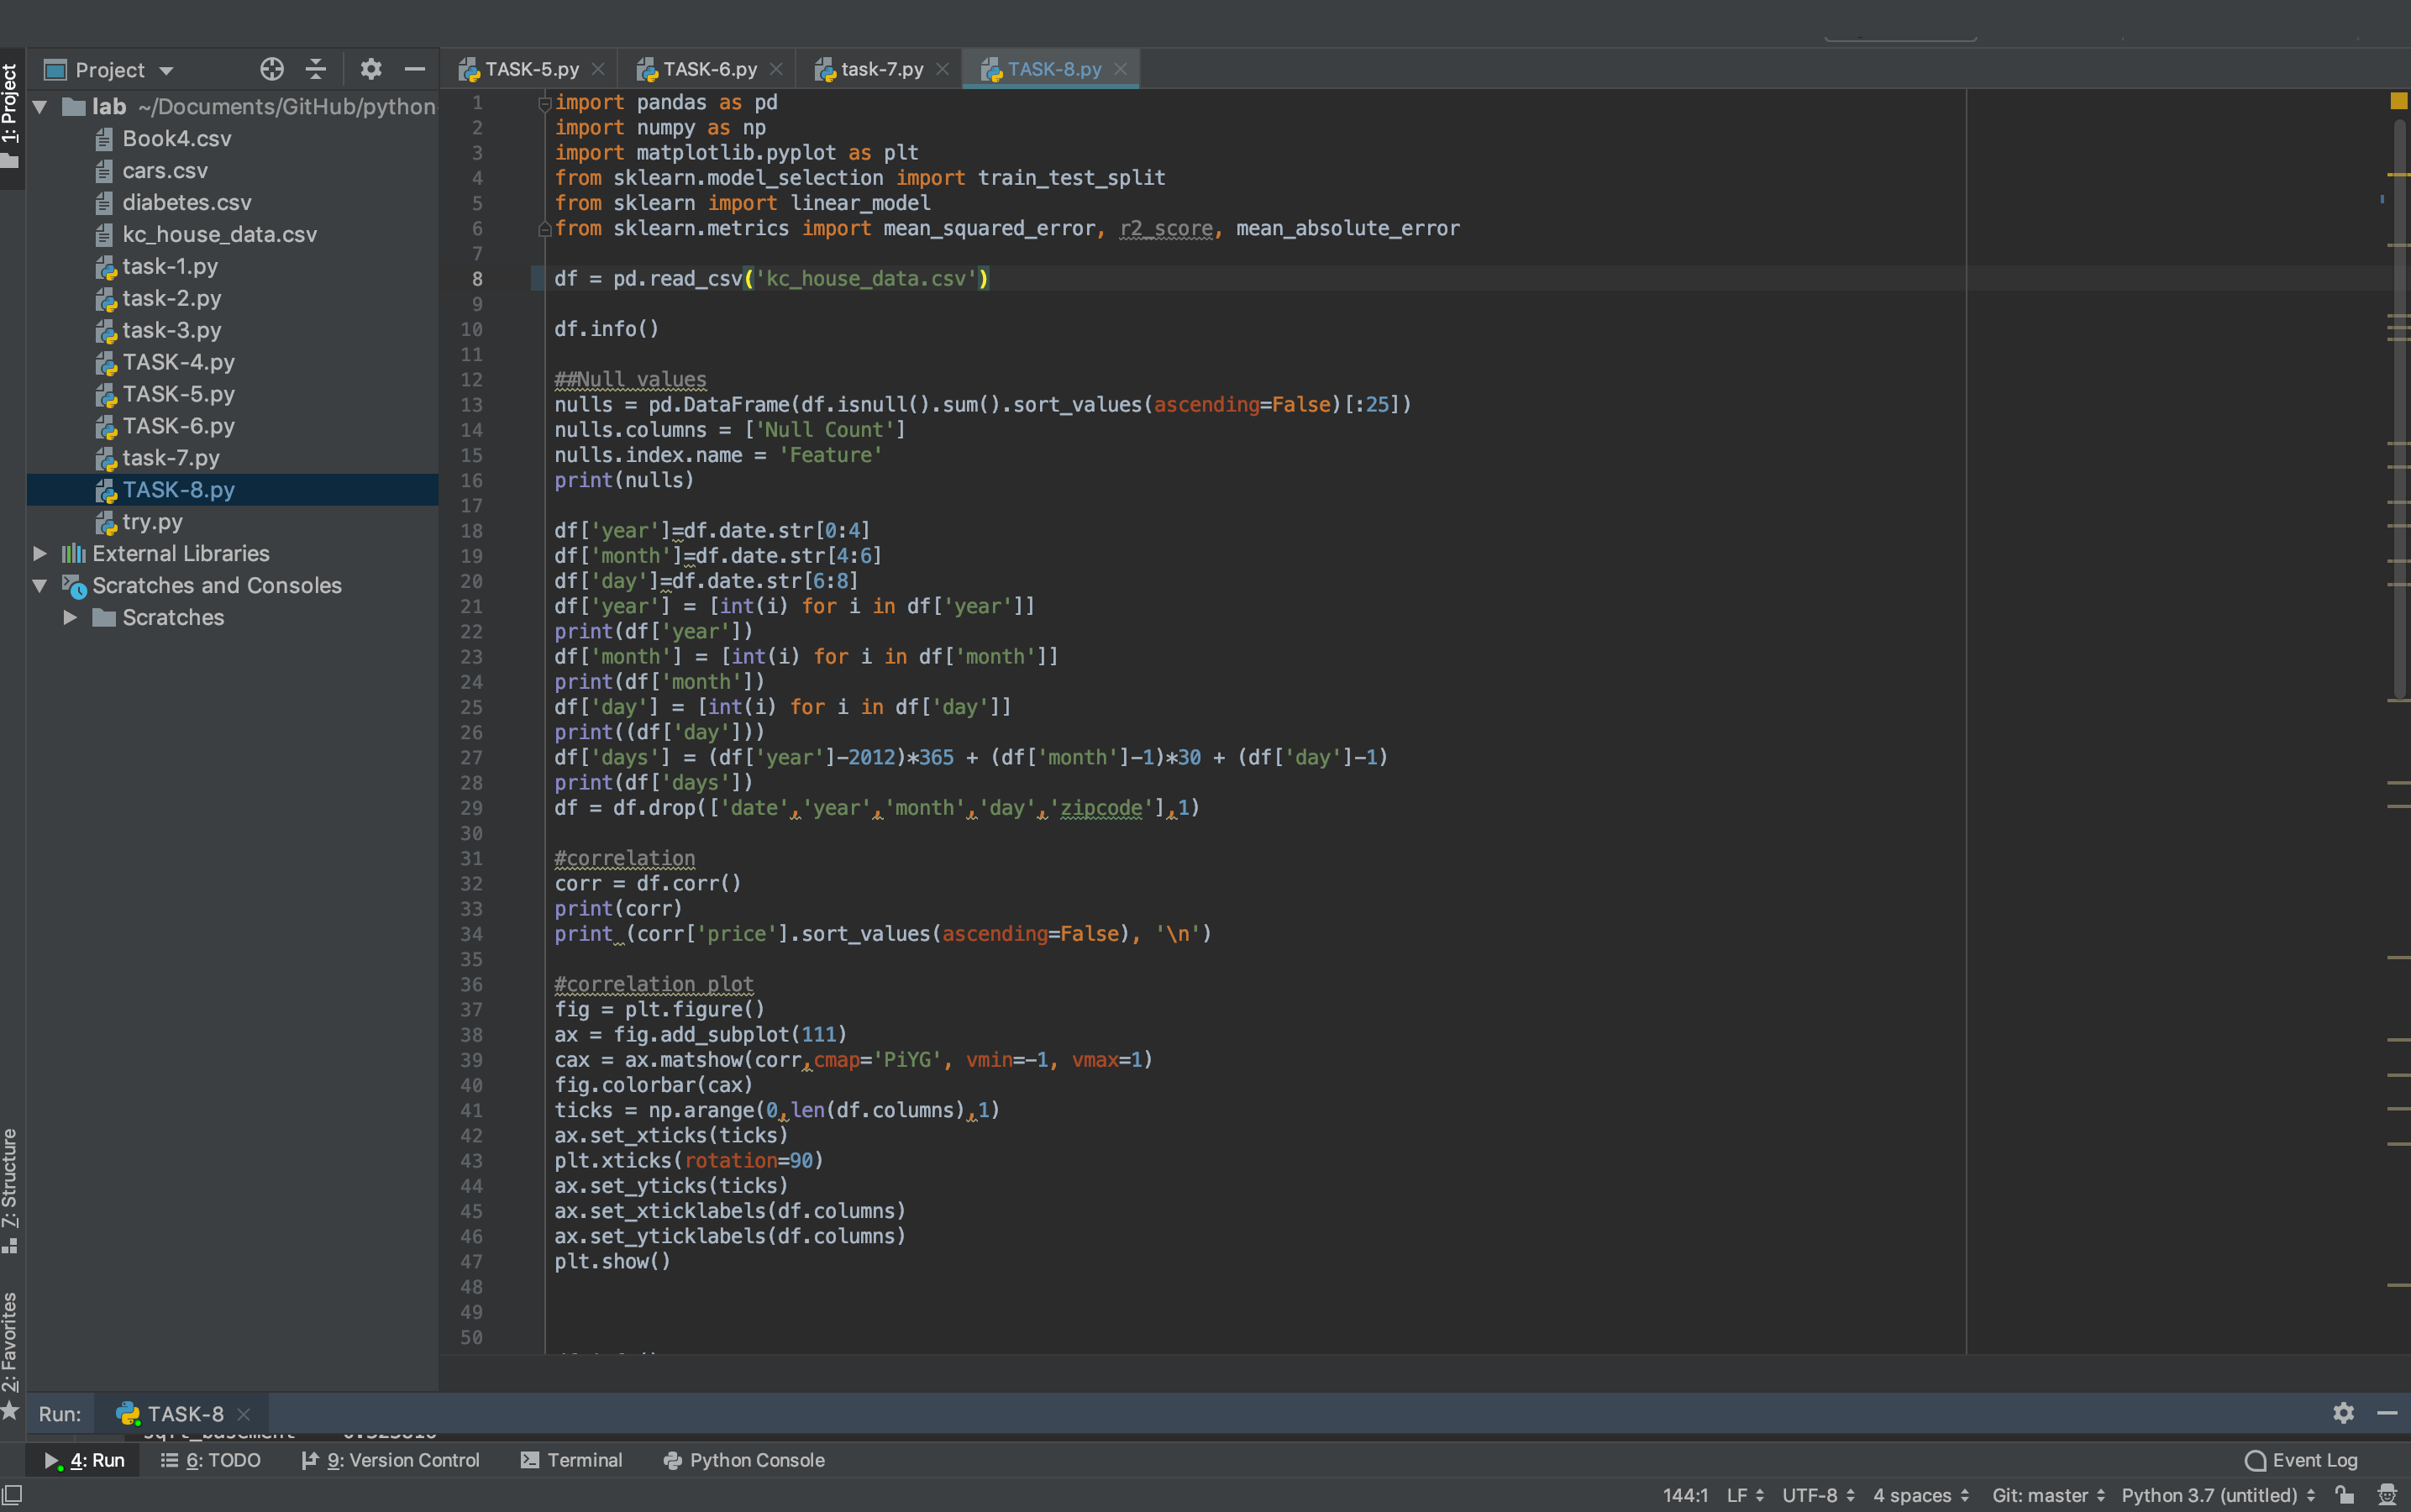 Project
TASK-5.py
TASK-6.py
task-7.py
TASK-8.py
1: Project
lab ~/Documents/GitHub/python
Book4.csv
cars.csv
diabetes.csv
kc_house_data.csv
task-1.py
task-2.py
task-3.py
TASK-4.py
TASK-5.py
TASK-6.py
task-7.py
TASK-8.py
try.py
External Libraries
Scratches and Consoles
Scratches
7: Structure
2: Favorites
1 import pandas as pd
2 import numpy as np
3 import matplotlib.pyplot as plt
4 from sklearn.model_selection import train_test_split
5 from sklearn import linear_model
6 from sklearn.metrics import mean_squared_error, r2_score, mean_absolute_error
7
8 df = pd.read_csv('kc_house_data.csv')
9
10 df.info()
11
12 ##Null values
13 nulls = pd.DataFrame(df.isnull().sum().sort_values(ascending=False)[:25])
14 nulls.columns = ['Null Count']
15 nulls.index.name = 'Feature'
16 print(nulls)
17
18 df['year']=df.date.str[0:4]
19 df['month']=df.date.str[4:6]
20 df['day']=df.date.str[6:8]
21 df['year'] = [int(i) for i in df['year']]
22 print(df['year'])
23 df['month'] = [int(i) for i in df['month']]
24 print(df['month'])
25 df['day'] = [int(i) for i in df['day']]
26 print((df['day']))
27 df['days'] = (df['year']-2012)*365 + (df['month']-1)*30 + (df['day']-1)
28 print(df['days'])
29 df = df.drop(['date','year','month','day','zipcode'],1)
30
31 #correlation
32 corr = df.corr()
33 print(corr)
34 print (corr['price'].sort_values(ascending=False), '\n')
35
36 #correlation plot
37 fig = plt.figure()
38 ax = fig.add_subplot(111)
39 cax = ax.matshow(corr,cmap='PiYG', vmin=-1, vmax=1)
40 fig.colorbar(cax)
41 ticks = np.arange(0,len(df.columns),1)
42 ax.set_xticks(ticks)
43 plt.xticks(rotation=90)
44 ax.set_yticks(ticks)
45 ax.set_xticklabels(df.columns)
46 ax.set_yticklabels(df.columns)
47 plt.show()
48
49
50
Run: TASK-8
4: Run
6: TODO
9: Version Control
Terminal
Python Console
Event Log
144:1 LF UTF-8 4 spaces Git: master Python 3.7 (untitled)